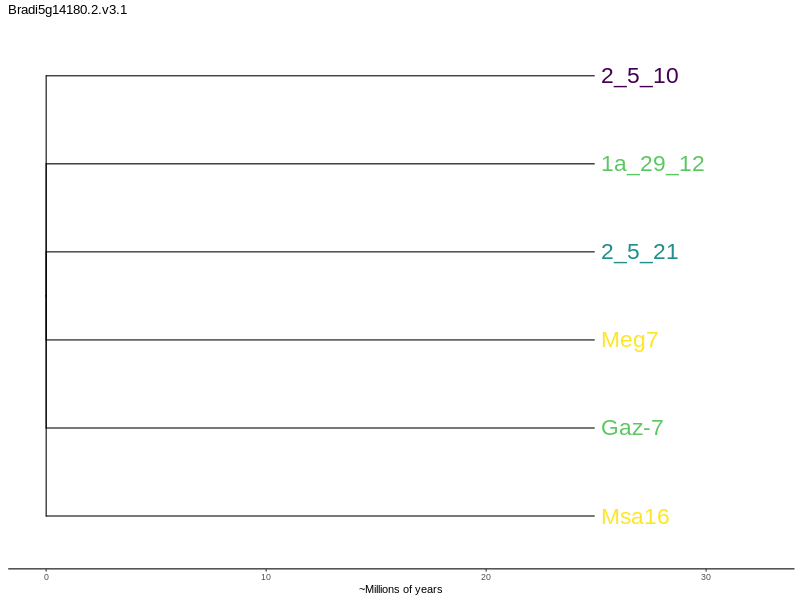 Bradi5g14180.2.v3.1
2_5_10
1a_29_12
2_5_21
Meg7
Gaz-7
Msa16
0 10 20 30
~Millions of years